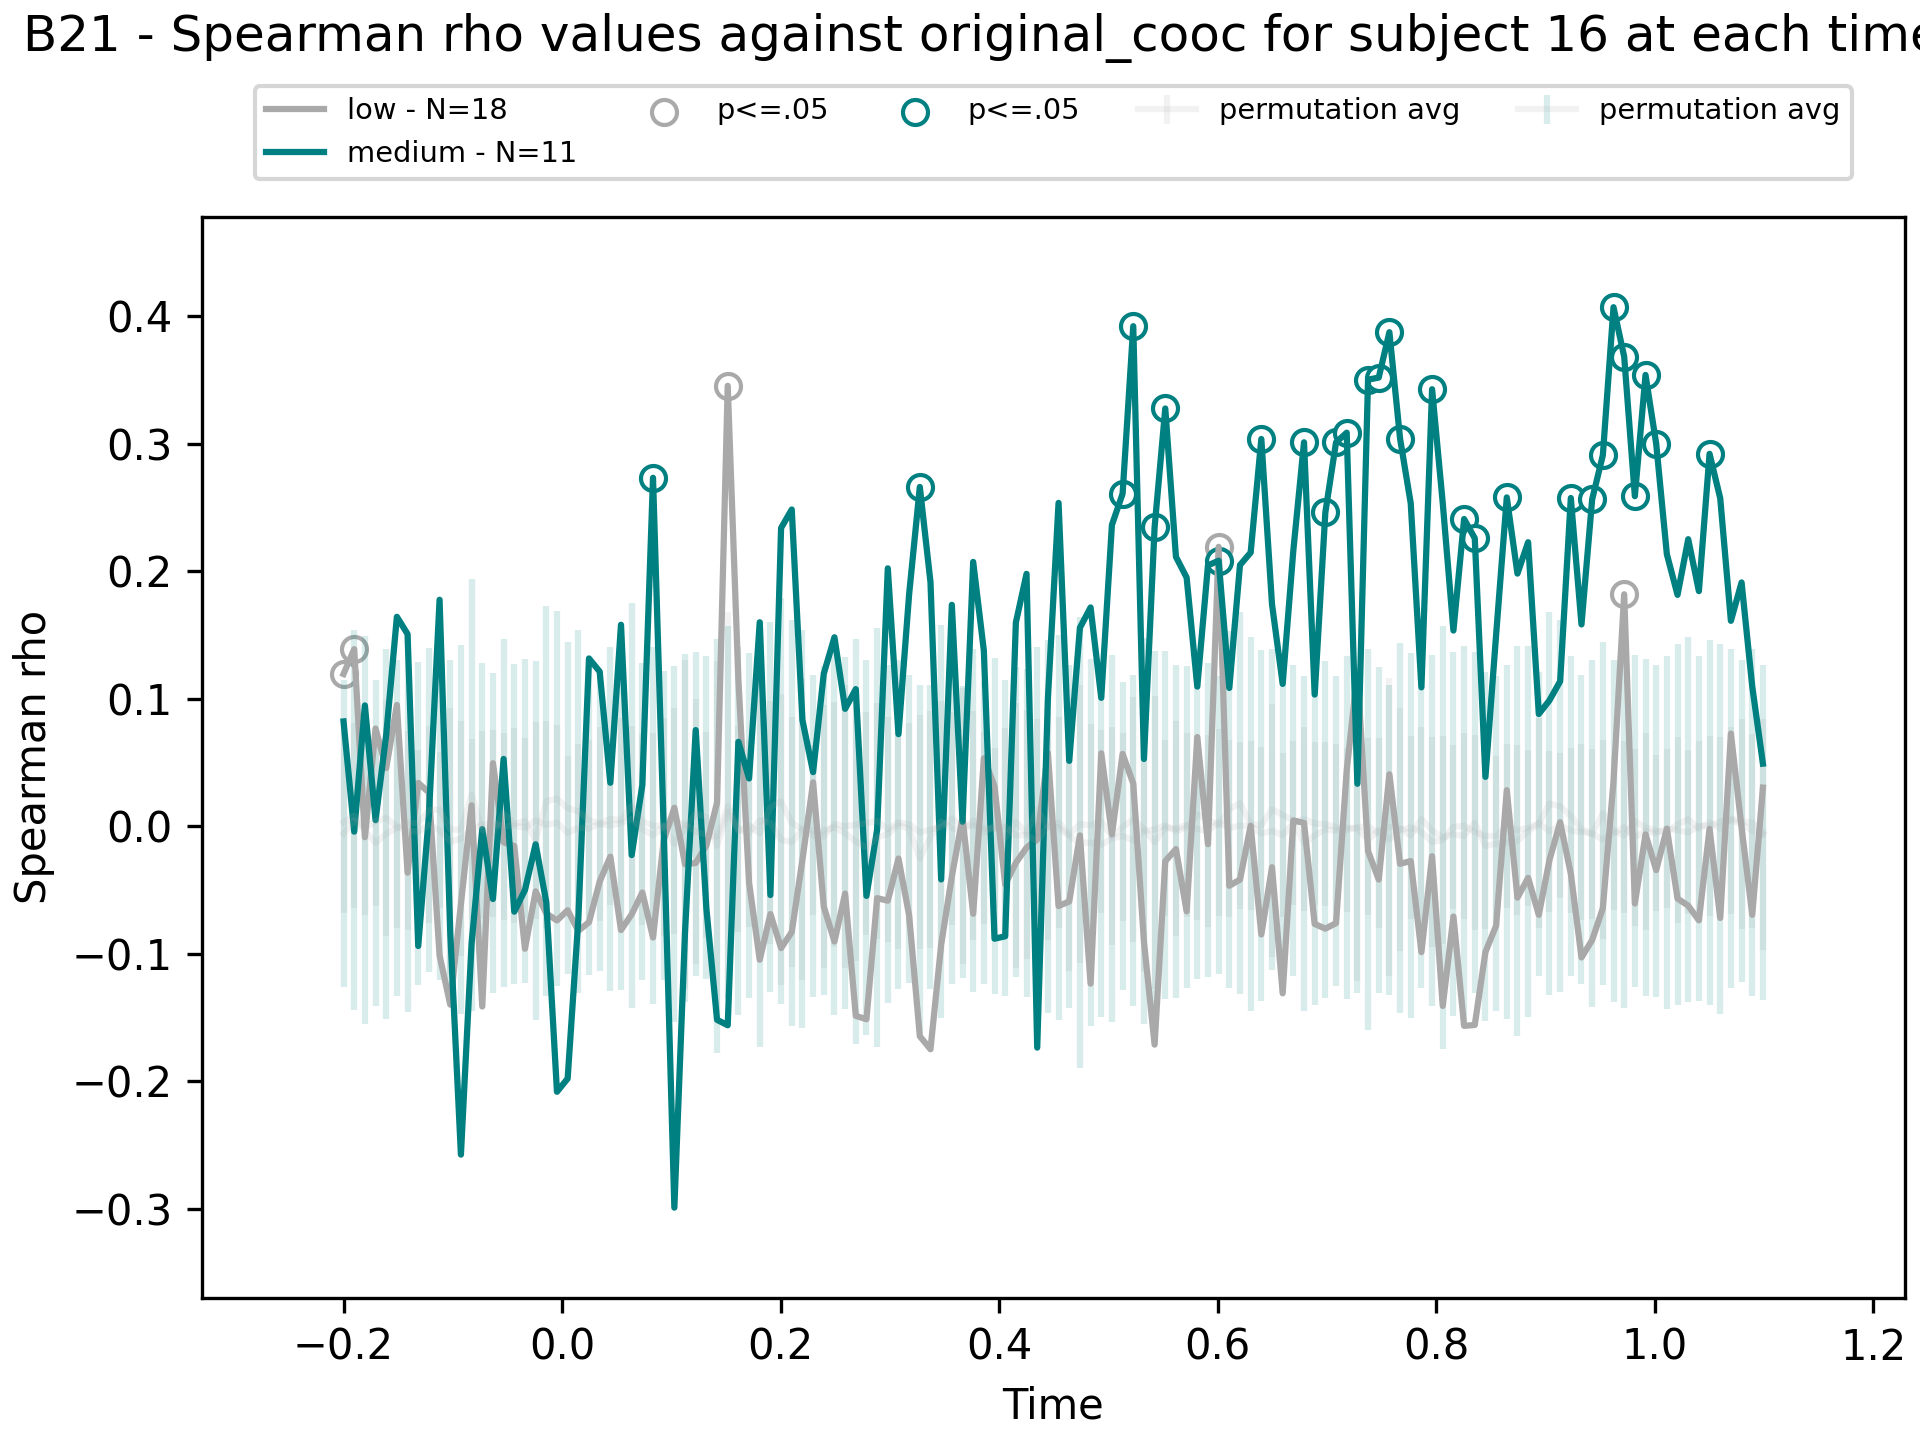 B21 - Spearman rho values against original_cooc for subject 16 at each time
low - N=18 p<=.05 p<=.05 permutation avg permutation avg
medium - N=11
Spearman rho
0.4
0.3
0.2
0.1
0.0
−0.1
−0.2
−0.3
−0.2 0.0 0.2 0.4 0.6 0.8 1.0 1.2
Time